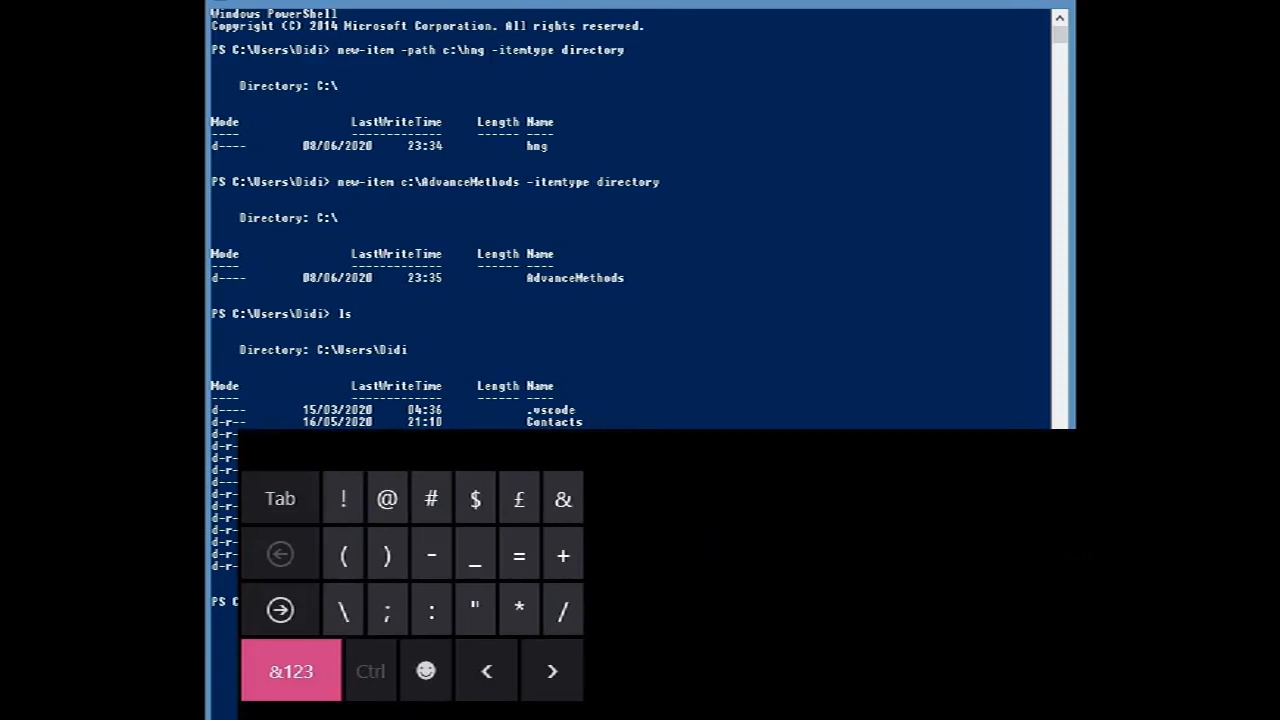 Windows PowerShell
Copyright (C) 2014 Microsoft Corporation. All rights reserved.
PS C:\Users\Didi> new-item -path c:\hng -itemtype directory
Directory: C:\
Mode LastWriteTime Length Name
---- ------------- ------ ----
d---- 08/06/2020 23:34 hng
PS C:\Users\Didi> new-item c:\AdvanceMethods -itemtype directory
Directory: C:\
Mode LastWriteTime Length Name
---- ------------- ------ ----
d---- 08/06/2020 23:35 AdvanceMethods
PS C:\Users\Didi> ls
Directory: C:\Users\Didi
Mode LastWriteTime Length Name
---- ------------- ------ ----
d---- 15/03/2020 04:36 .vscode
d-r-- 16/05/2020 21:10 Contacts
d-r-
d-r-
d-r-
d-r-
d---
d-r-
d-r-
d-r-
d-r-
d-r-
d-r-
d-r-
PS C
Tab ! @ # $ £ &
( ) - _ = +
\ ; : " * /
&123 Ctrl < >